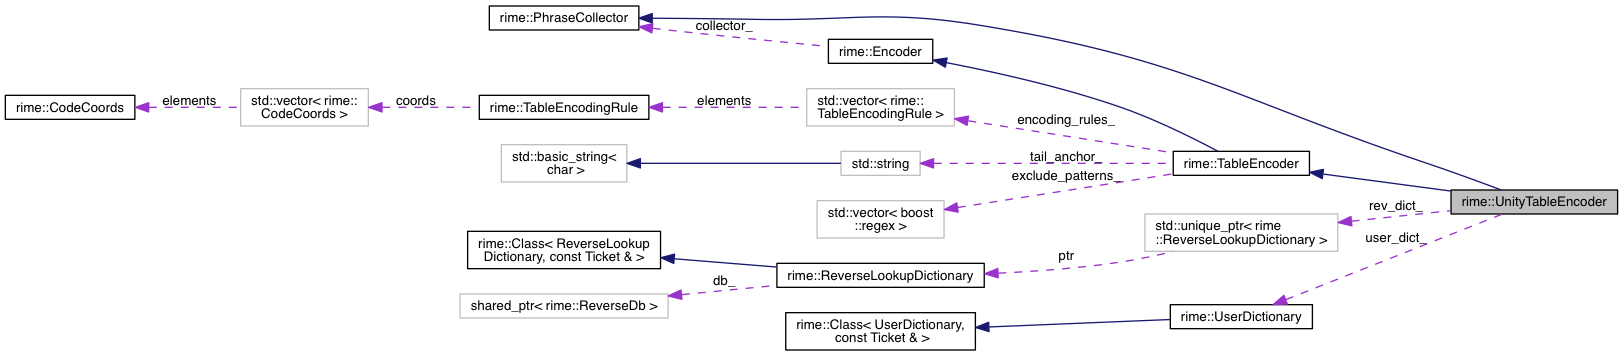 rime::PhraseCollector
collector_
rime::Encoder
rime::CodeCoords
elements
std::vector< rime::
CodeCoords >
coords
rime::TableEncodingRule
elements
std::vector< rime::
TableEncodingRule >
encoding_rules_
std::basic_string<
char >
std::string
tail_anchor_
rime::TableEncoder
exclude_patterns_
std::vector< boost
::regex >
rime::UnityTableEncoder
rev_dict_
std::unique_ptr< rime
::ReverseLookupDictionary >
user_dict_
rime::Class< ReverseLookup
Dictionary, const Ticket & >
ptr
rime::ReverseLookupDictionary
db_
shared_ptr< rime::ReverseDb >
rime::Class< UserDictionary,
const Ticket & >
rime::UserDictionary